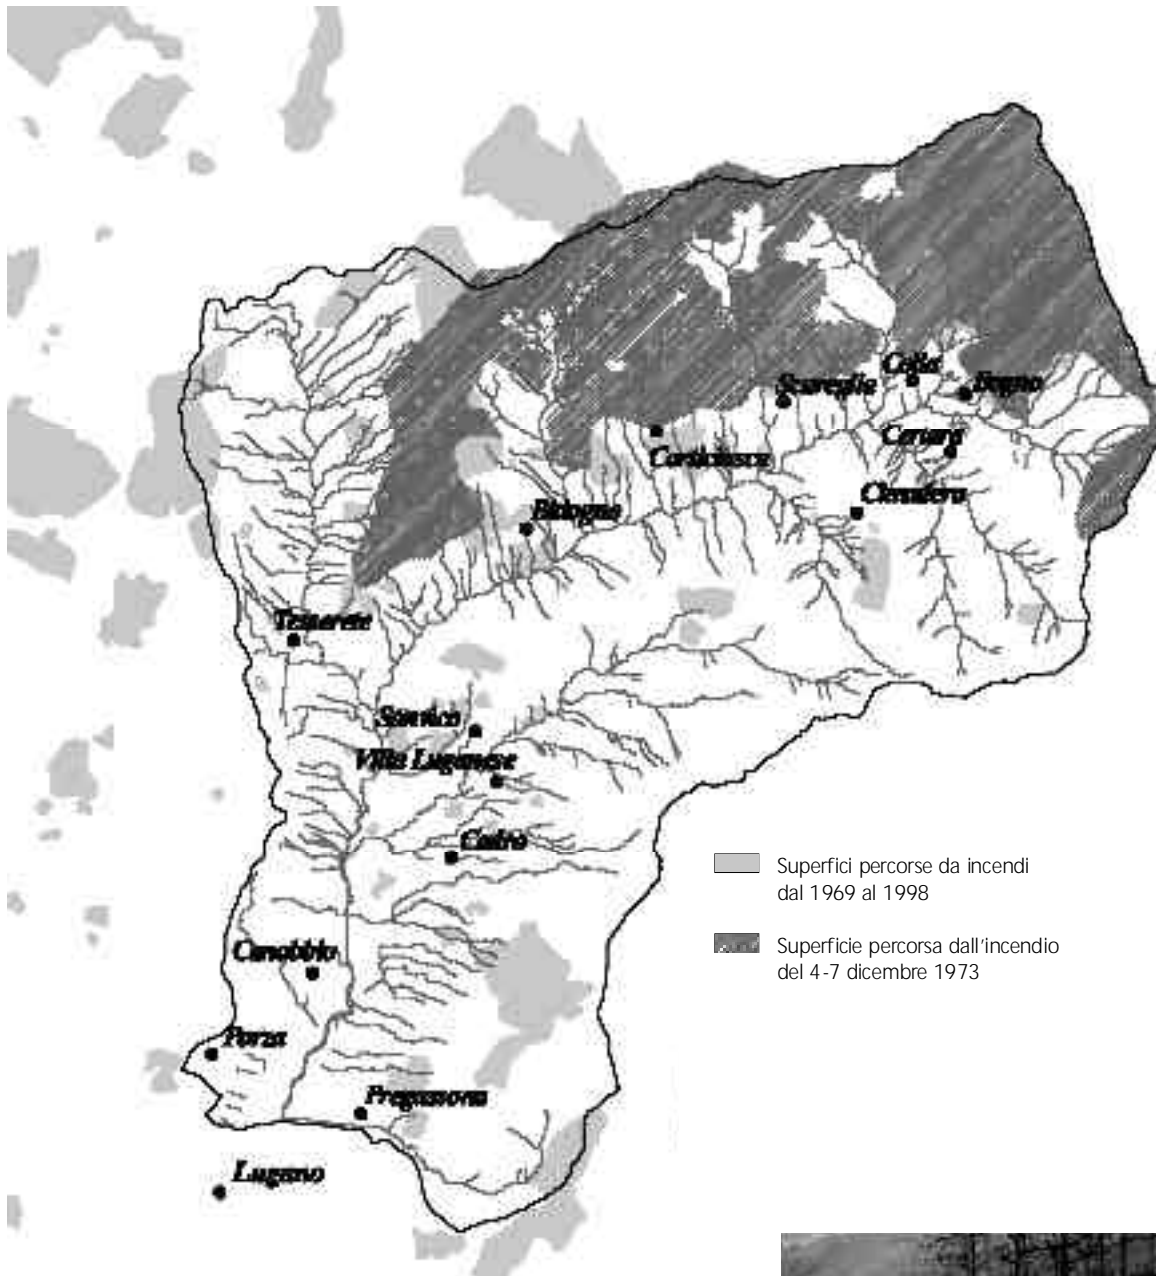 Scareglia
Colla
Bogno
Certara
Corticiasca
Cimadera
Bidogno
Tesserete
Sonvico
Villa Luganese
Cadro
Superfici percorse da incendi
dal 1969 al 1998
Superficie percorsa dall'incendio
del 4-7 dicembre 1973
Canobbio
Porza
Pregassona
Lugano